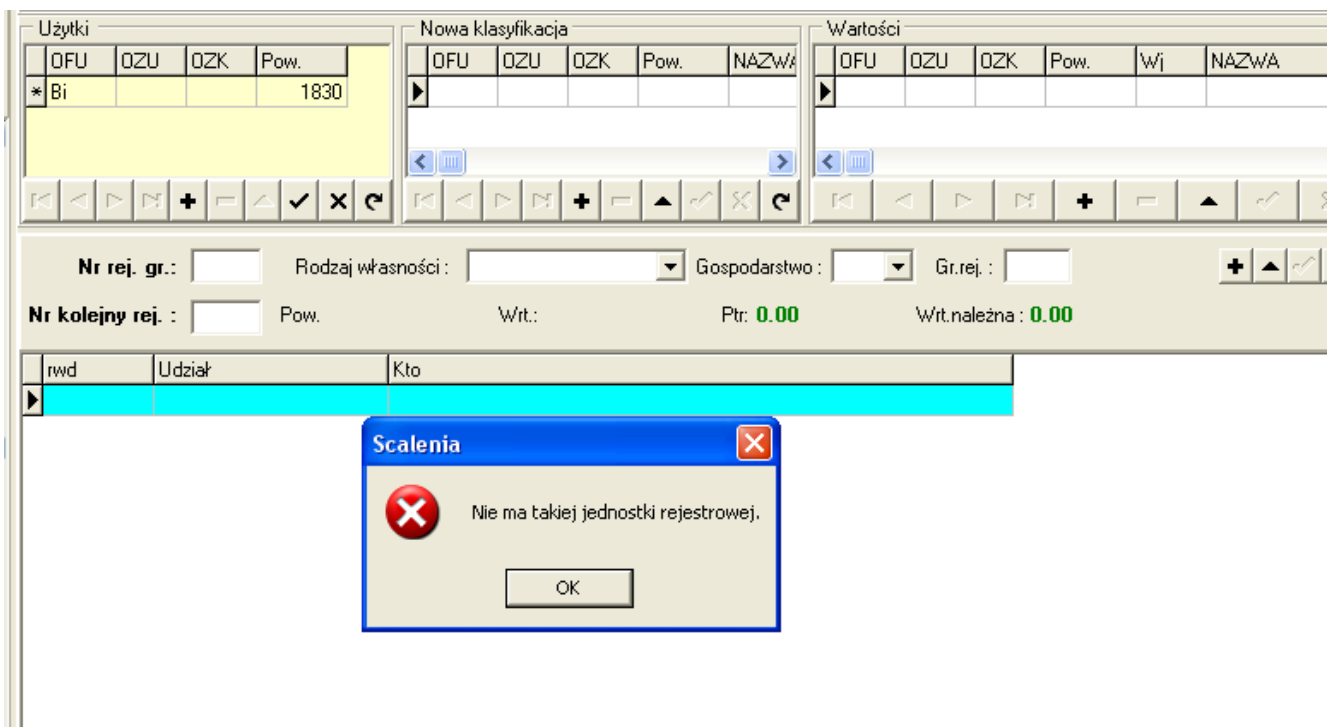 Użytki Nowa klasyfikacja Wartości
OFU OZU OZK Pow. OFU OZU OZK Pow. NAZWA OFU OZU OZK Pow. Wj NAZWA
* Bi 1830
Nr rej. gr.: Rodzaj własności : Gospodarstwo : Gr.rej. :
Nr kolejny rej. : Pow. Wrt.: Ptr: 0.00 Wrt.należna : 0.00
rwd Udział Kto
Scalenia
Nie ma takiej jednostki rejestrowej.
OK